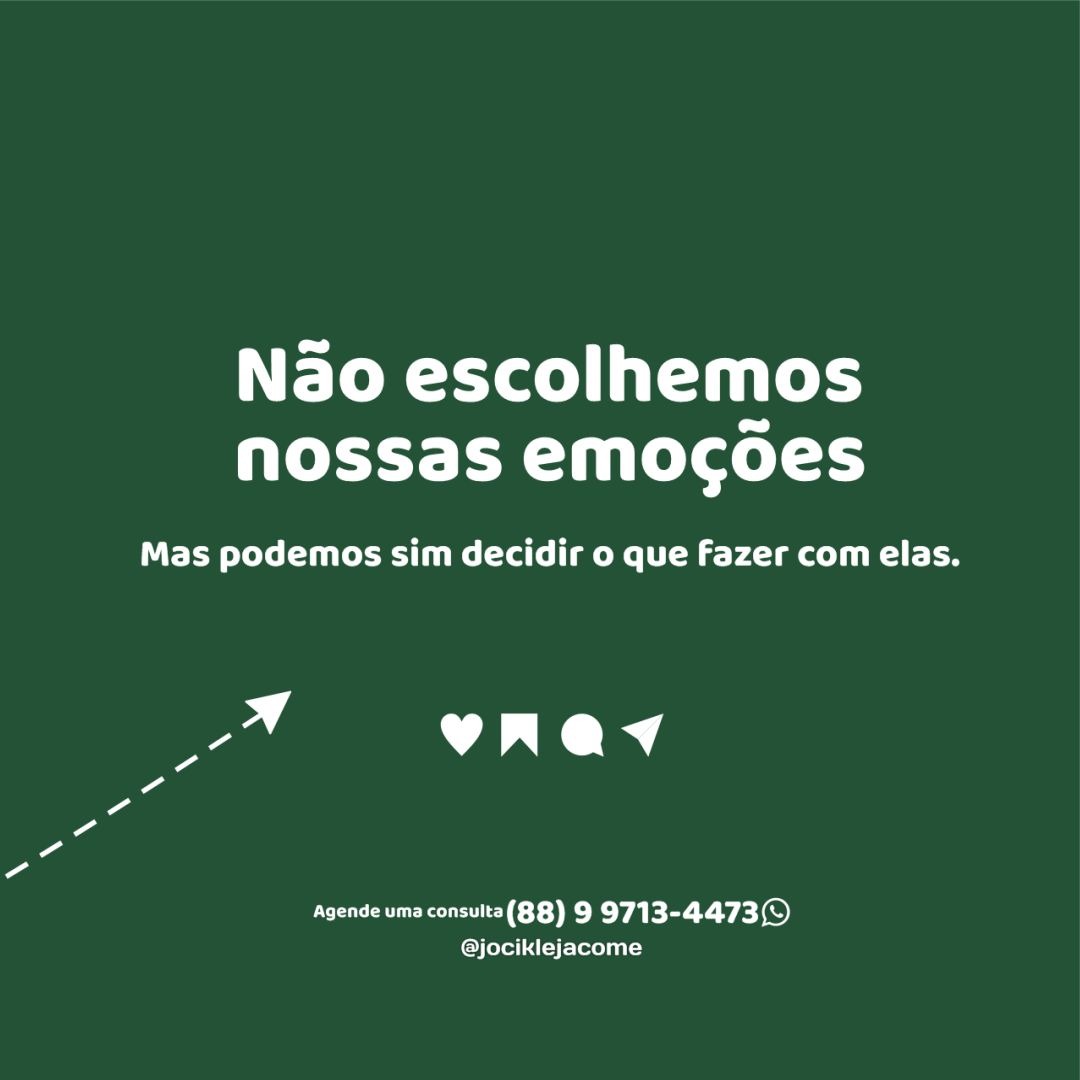 Não escolhemos
nossas emoções
Mas podemos sim decidir o que fazer com elas.
Agende uma consulta (88) 9 9713-4473
@jociklejacome